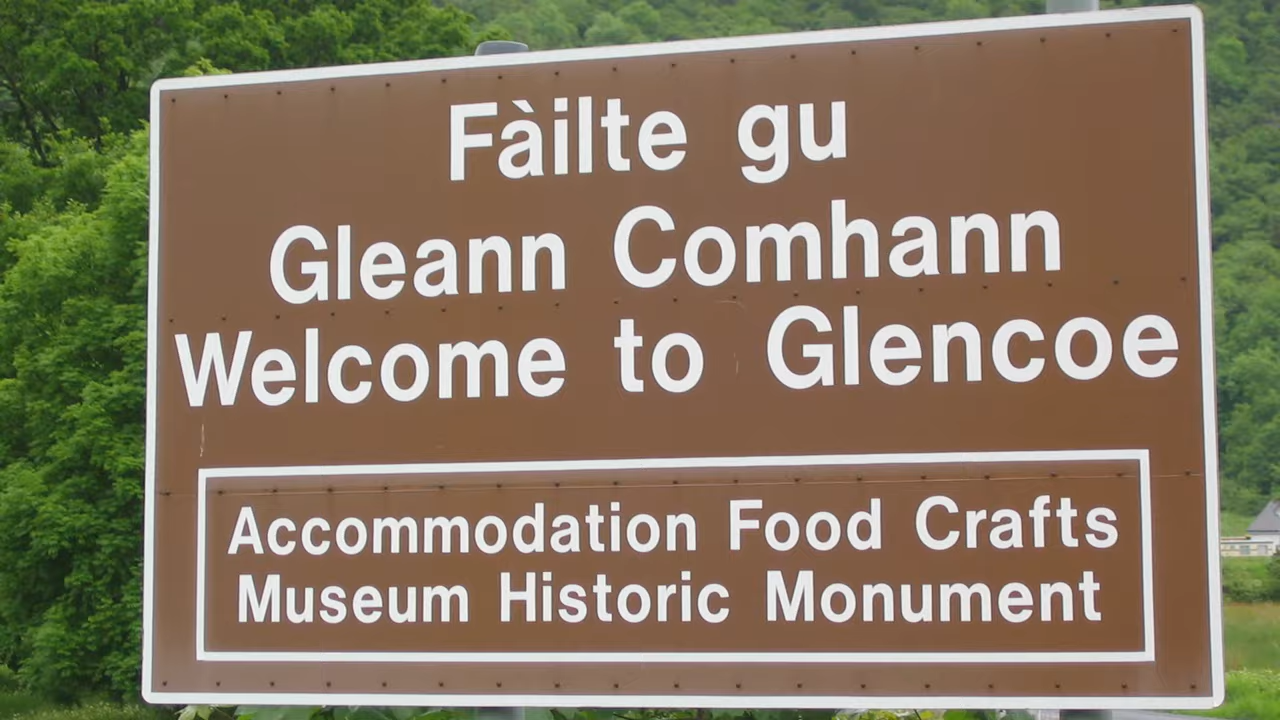 Fàilte gu
Gleann Comhann
Welcome to Glencoe
Accommodation Food Crafts
Museum Historic Monument